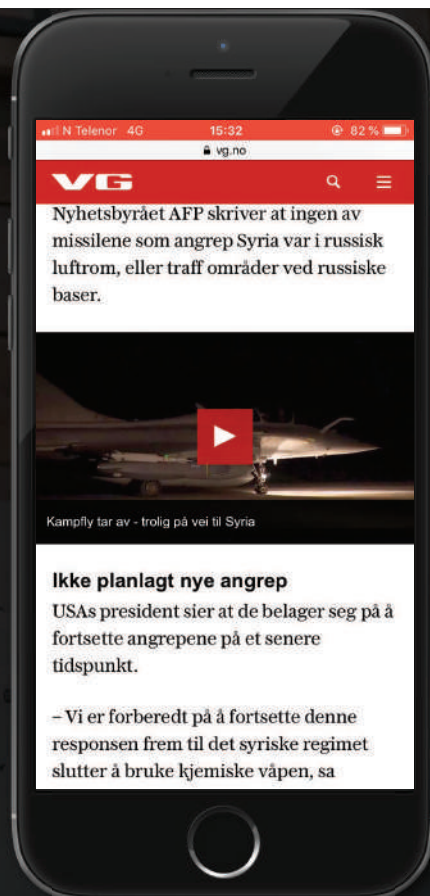 N Telenor 4G 15:32 82 %
vg.no
VG
Nyhetsbyrået AFP skriver at ingen av
missilene som angrep Syria var i russisk
luftrom, eller traff områder ved russiske
baser.
Kampfly tar av - trolig på vei til Syria
Ikke planlagt nye angrep
USAs president sier at de belager seg på å
fortsette angrepene på et senere
tidspunkt.
– Vi er forberedt på å fortsette denne
responsen frem til det syriske regimet
slutter å bruke kjemiske våpen, sa